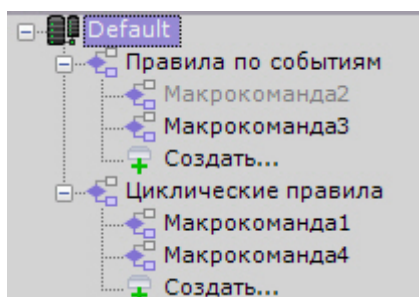 Default
Правила по событиям
Макрокоманда2
Макрокоманда3
Создать...
Циклические правила
Макрокоманда1
Макрокоманда4
Создать...